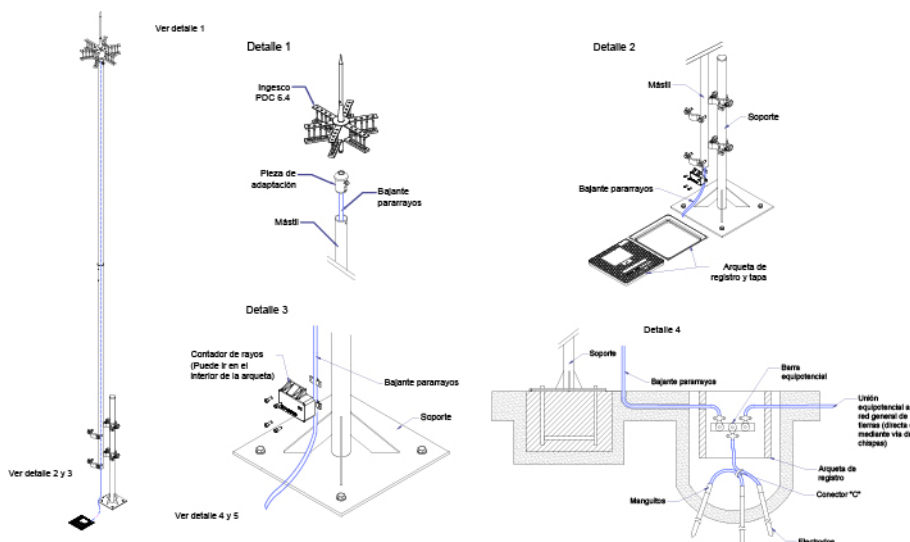 Ver detalle 1
Detalle 1
Ingesco
PDC 6.4
Pieza de
adaptación
Bajante
pararrayos
Mástil
Detalle 2
Mástil
Soporte
Bajante pararrayos
Arqueta de
registro y tapa
Ver detalle 2 y 3
Detalle 3
Contador de rayos
(Puede ir en el
interior de la arqueta)
Bajante pararrayos
Soporte
Ver detalle 4 y 5
Detalle 4
Soporte
Bajante pararrayos
Barra
equipotencial
Unión
equipotencial a
red general de
tierras (directa
mediante vía de
chispas)
Arqueta de
registro
Conector "C"
Manguitos
Electrodos